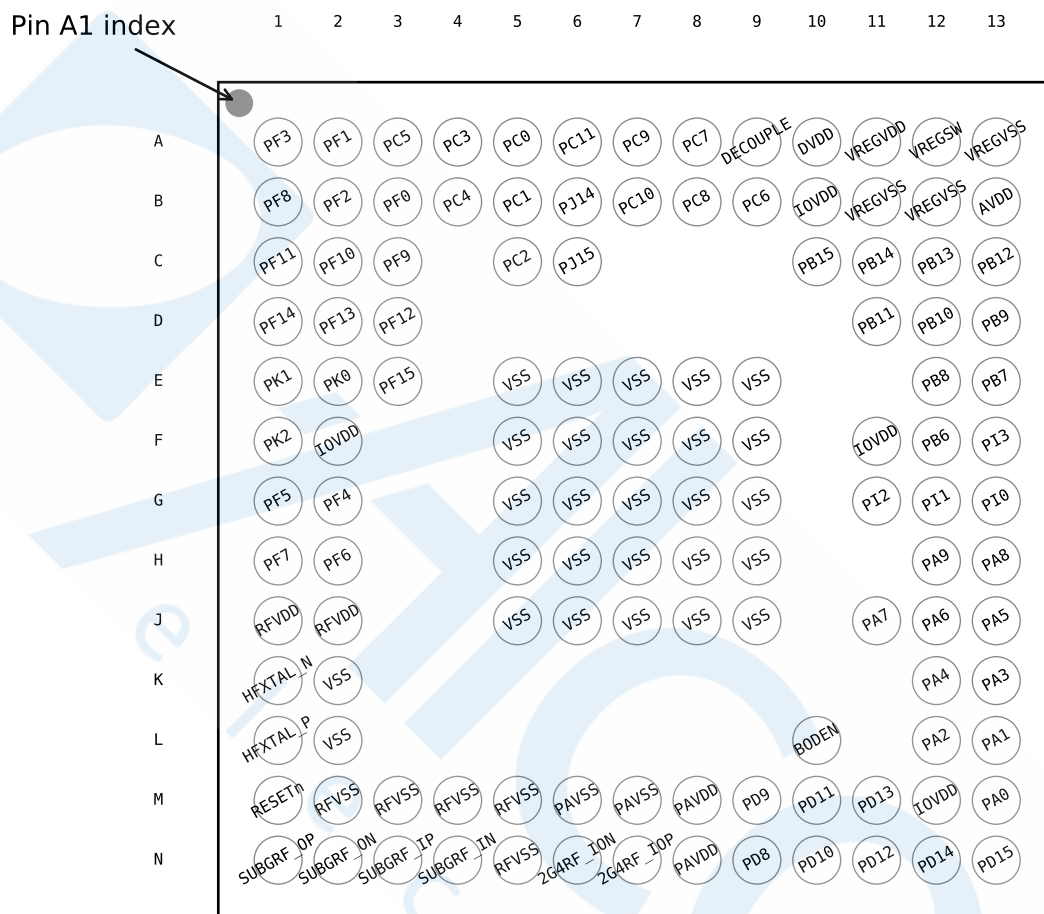 Pin A1 index
1 2 3 4 5 6 7 8 9 10 11 12 13
A PF3 PF1 PC5 PC3 PC0 PC11 PC9 PC7 DECOUPLE DVDD VREGVDD VREGSW VREGVSS
B PF8 PF2 PF0 PC4 PC1 PJ14 PC10 PC8 PC6 IOVDD VREGVSS VREGVSS AVDD
C PF11 PF10 PF9 PC2 PJ15 PB15 PB14 PB13 PB12
D PF14 PF13 PF12 PB11 PB10 PB9
E PK1 PK0 PF15 VSS VSS VSS VSS VSS PB8 PB7
F PK2 IOVDD VSS VSS VSS VSS VSS IOVDD PB6 PI3
G PF5 PF4 VSS VSS VSS VSS VSS PI2 PI1 PI0
H PF7 PF6 VSS VSS VSS VSS VSS PA9 PA8
J RFVDD RFVDD VSS VSS VSS VSS VSS PA7 PA6 PA5
K HFXTAL_N VSS PA4 PA3
L HFXTAL_P VSS BODEN PA2 PA1
M RESETn RFVSS RFVSS RFVSS RFVSS PAVSS PAVSS PAVDD PD9 PD11 PD13 IOVDD PA0
N SUBGRF_OP SUBGRF_ON SUBGRF_IP SUBGRF_IN RFVSS 2G4RF_ION 2G4RF_IOP PAVDD PD8 PD10 PD12 PD14 PD15